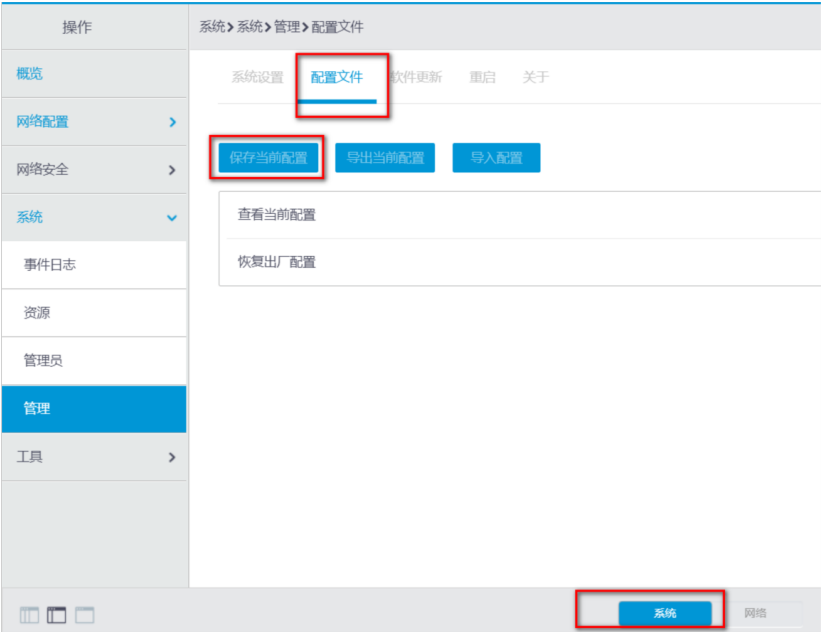 操作
系统>系统>管理>配置文件
概览
网络配置
网络安全
系统
事件日志
资源
管理员
管理
工具
系统设置 配置文件 软件更新 重启 关于
保存当前配置 导出当前配置 导入配置
查看当前配置
恢复出厂配置
系统 网络